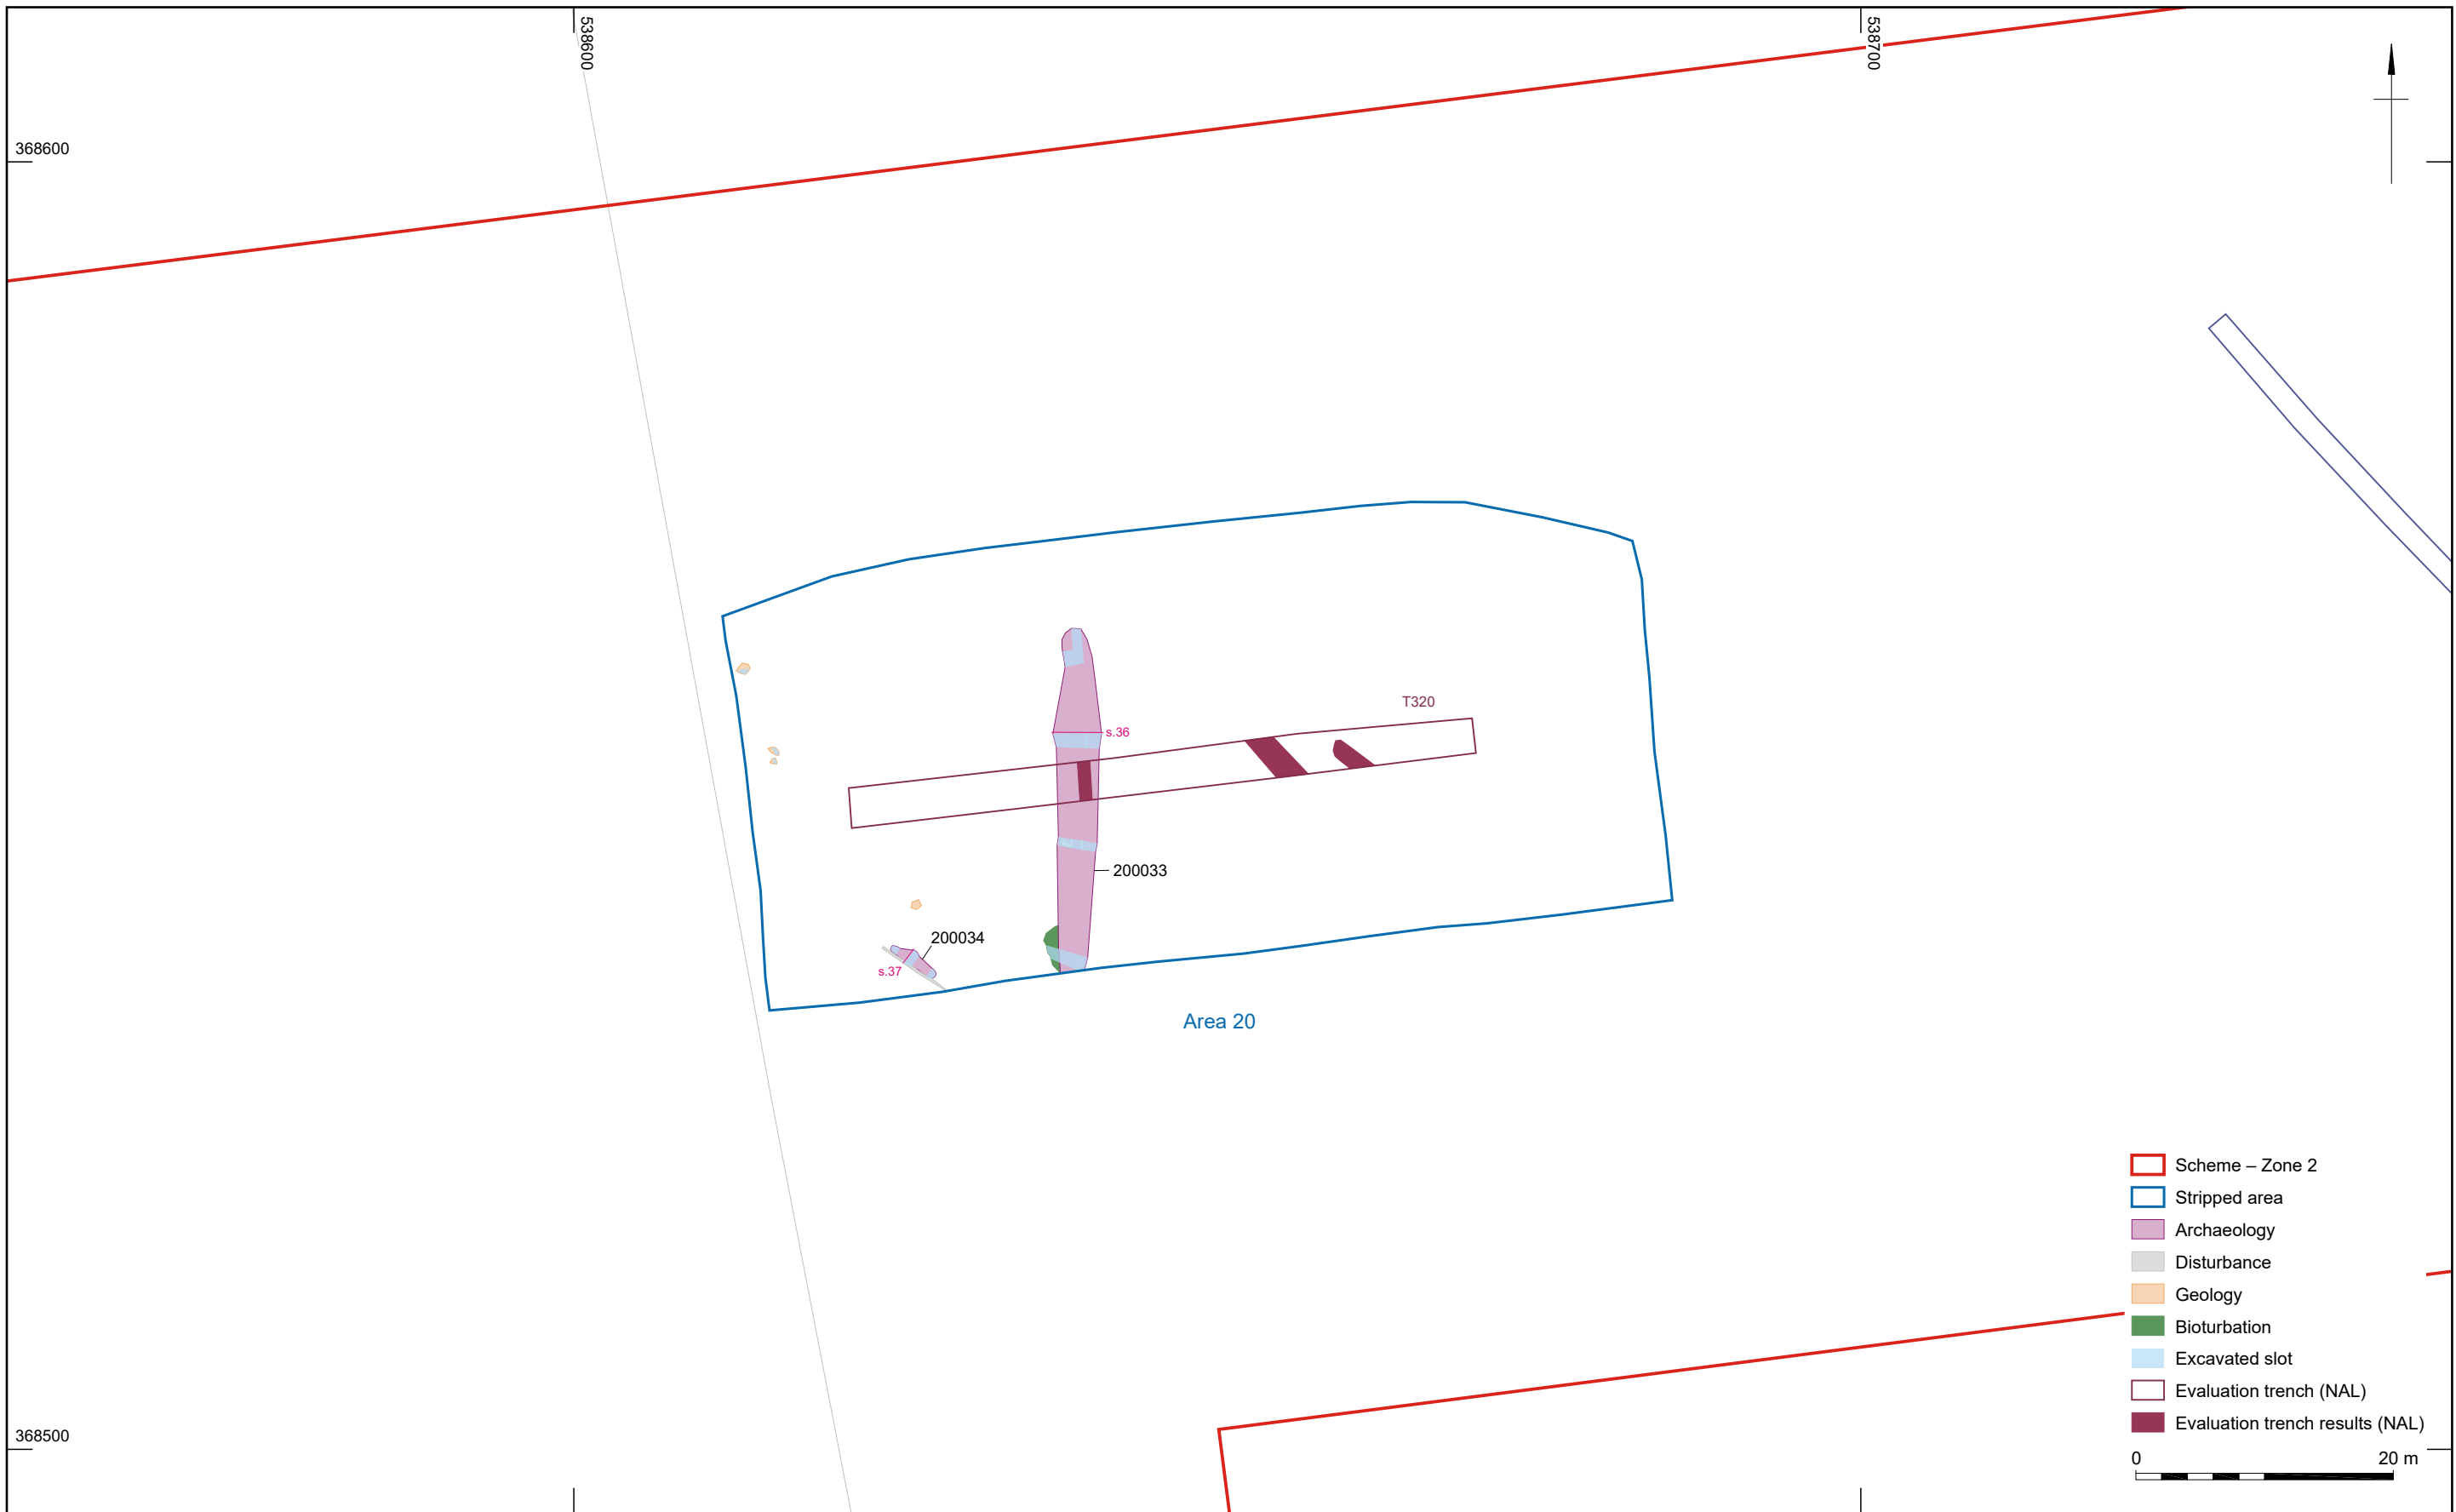 538600
538700
368600
T320
s.36
200033
200034
s.37
Area 20
Scheme – Zone 2
Stripped area
Archaeology
Disturbance
Geology
Bioturbation
Excavated slot
Evaluation trench (NAL)
Evaluation trench results (NAL)
368500
0 20 m